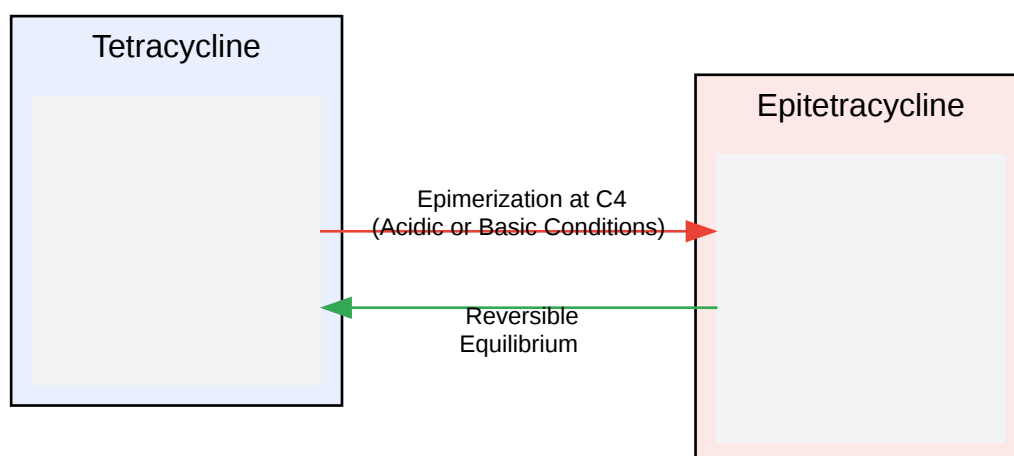 Tetracycline
Epitetracycline
Epimerization at C4
(Acidic or Basic Conditions)
Reversible
Equilibrium